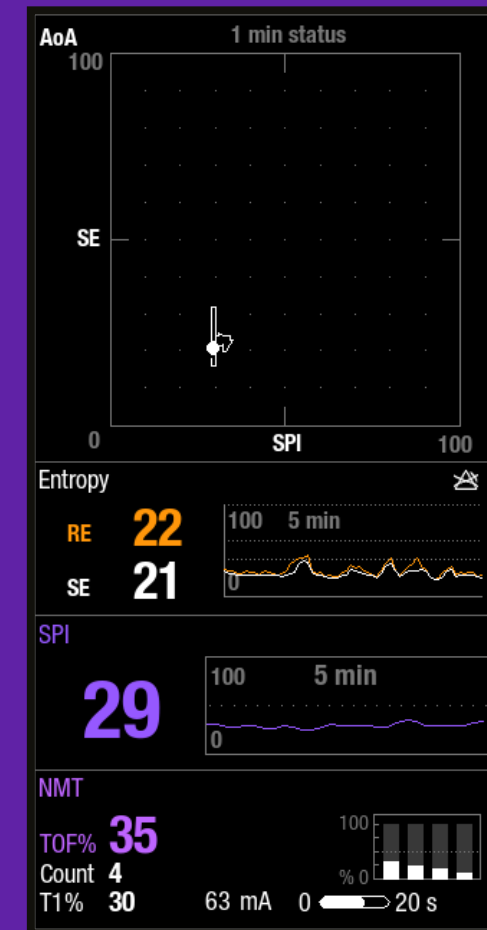 AoA 1 min status
100
SE
0 SPI 100
Entropy
RE 22 100 5 min
SE 21 0
SPI
29 100 5 min
0
NMT
TOF% 35 100
Count 4 % 0
T1% 30 63 mA 0 20 s